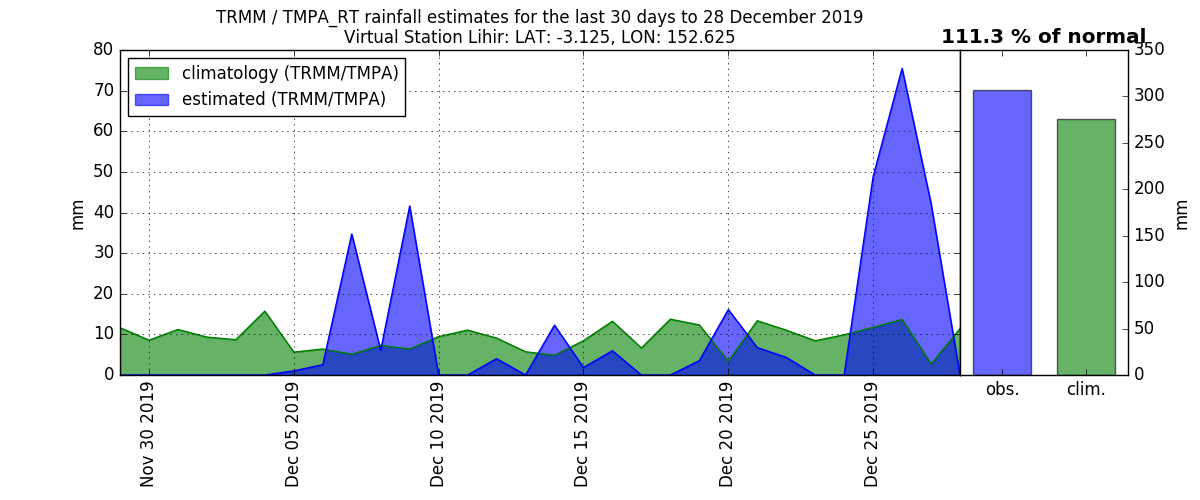 TRMM / TMPA_RT rainfall estimates for the last 30 days to 28 December 2019
Virtual Station Lihir: LAT: -3.125, LON: 152.625
111.3 % of normal
climatology (TRMM/TMPA)
estimated (TRMM/TMPA)
mm
80
70
60
50
40
30
20
10
0
350
300
250
200
150
100
50
0
mm
Nov 30 2019
Dec 05 2019
Dec 10 2019
Dec 15 2019
Dec 20 2019
Dec 25 2019
obs.
clim.